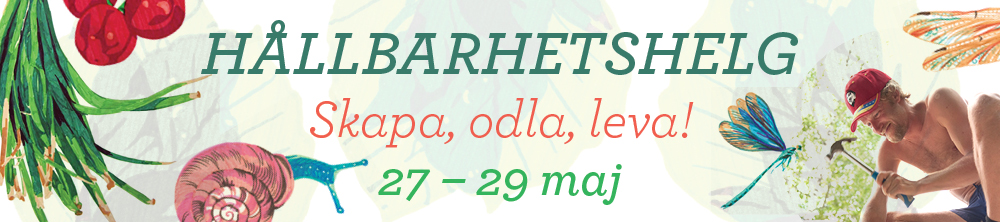 HÅLLBARHETSHELG
Skapa, odla, leva!
27 – 29 maj